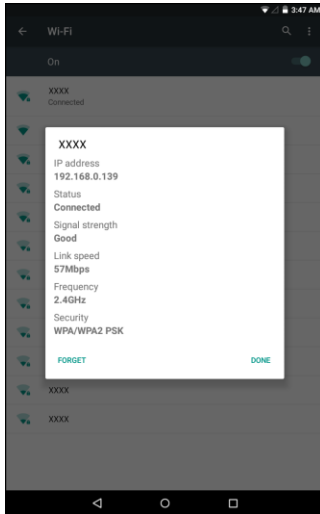 3:47 AM
Wi-Fi
On
XXXX
Connected
XXXX
IP address
192.168.0.139
Status
Connected
Signal strength
Good
Link speed
57Mbps
Frequency
2.4GHz
Security
WPA/WPA2 PSK
FORGET DONE
XXXX
XXXX